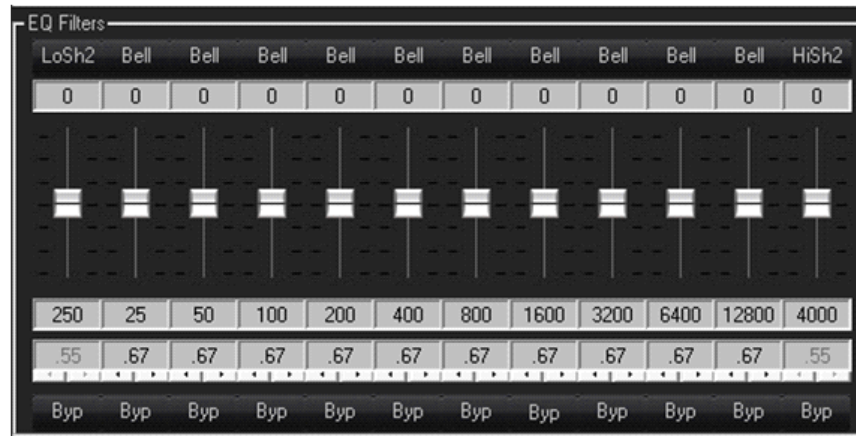 EQ Filters
LoSh2 Bell Bell Bell Bell Bell Bell Bell Bell Bell Bell HiSh2
0 0 0 0 0 0 0 0 0 0 0 0
250 25 50 100 200 400 800 1600 3200 6400 12800 4000
.55 .67 .67 .67 .67 .67 .67 .67 .67 .67 .67 .55
Byp Byp Byp Byp Byp Byp Byp Byp Byp Byp Byp Byp